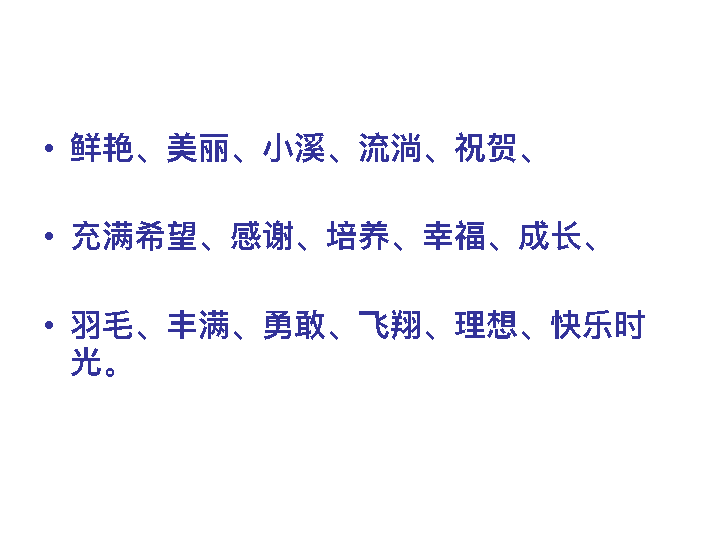 • 鲜艳、美丽、小溪、流淌、祝贺、
• 充满希望、感谢、培养、幸福、成长、
• 羽毛、丰满、勇敢、飞翔、理想、快乐时
光。